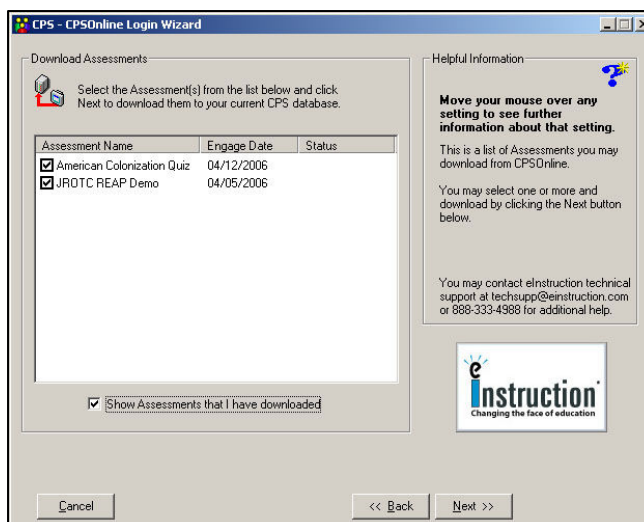 CPS - CPSOnline Login Wizard
Download Assessments
Select the Assessment(s) from the list below and click
Next to download them to your current CPS database.
Assessment Name Engage Date Status
American Colonization Quiz 04/12/2006
JROTC REAP Demo 04/05/2006
Show Assessments that I have downloaded
Helpful Information
Move your mouse over any
setting to see further
information about that setting.
This is a list of Assessments you may
download from CPSOnline.
You may select one or more and
download by clicking the Next button
below.
You may contact eInstruction technical
support at techsupp@einstruction.com
or 888-333-4988 for additional help.
eInstruction
Changing the face of education
Cancel << Back Next >>